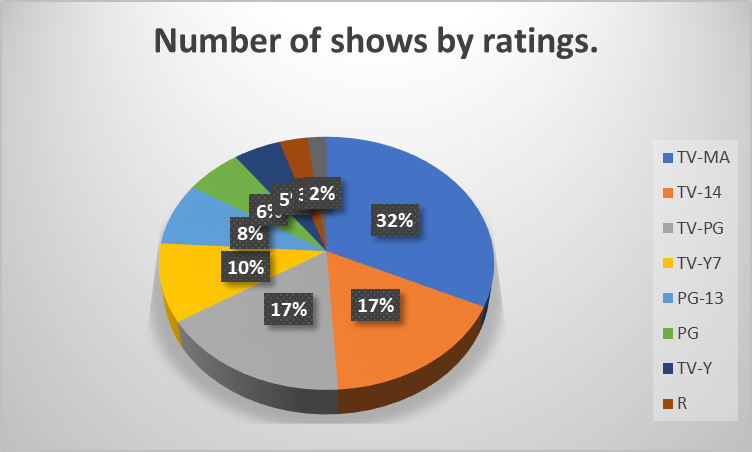 Number of shows by ratings.
32%
17%
17%
10%
8%
6%
5%
2%
TV-MA
TV-14
TV-PG
TV-Y7
PG-13
PG
TV-Y
R